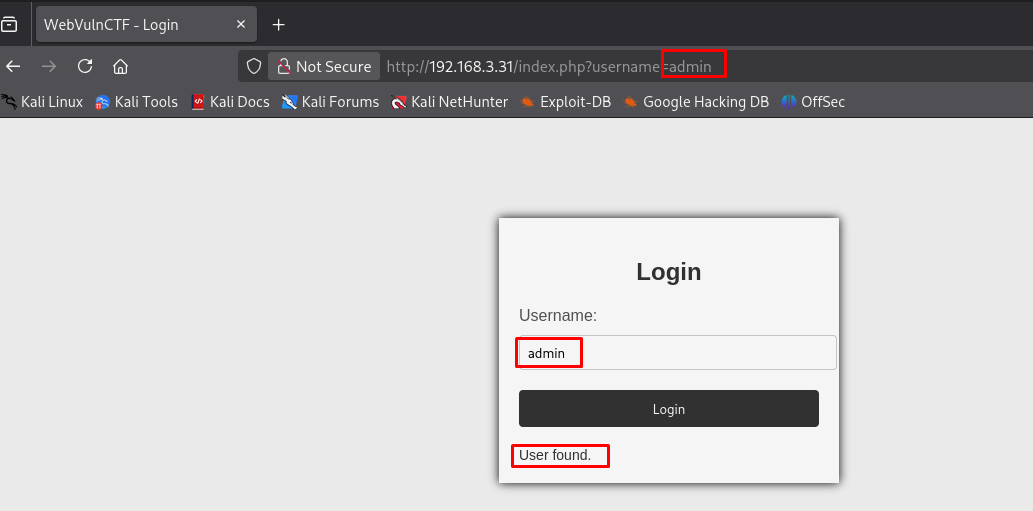 WebVulnCTF - Login
Not Secure http://192.168.3.31/index.php?username=admin
Kali Linux Kali Tools Kali Docs Kali Forums Kali NetHunter Exploit-DB Google Hacking DB OffSec
Login
Username:
admin
Login
User found.